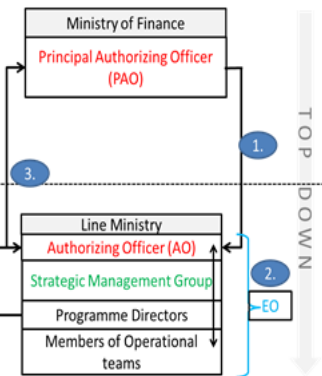 Ministry of Finance
Principal Authorizing Officer
(PAO)
1.
3.
TOP DOWN
Line Ministry
Authorizing Officer (AO)
Strategic Management Group
2.
EO
Programme Directors
Members of Operational
teams